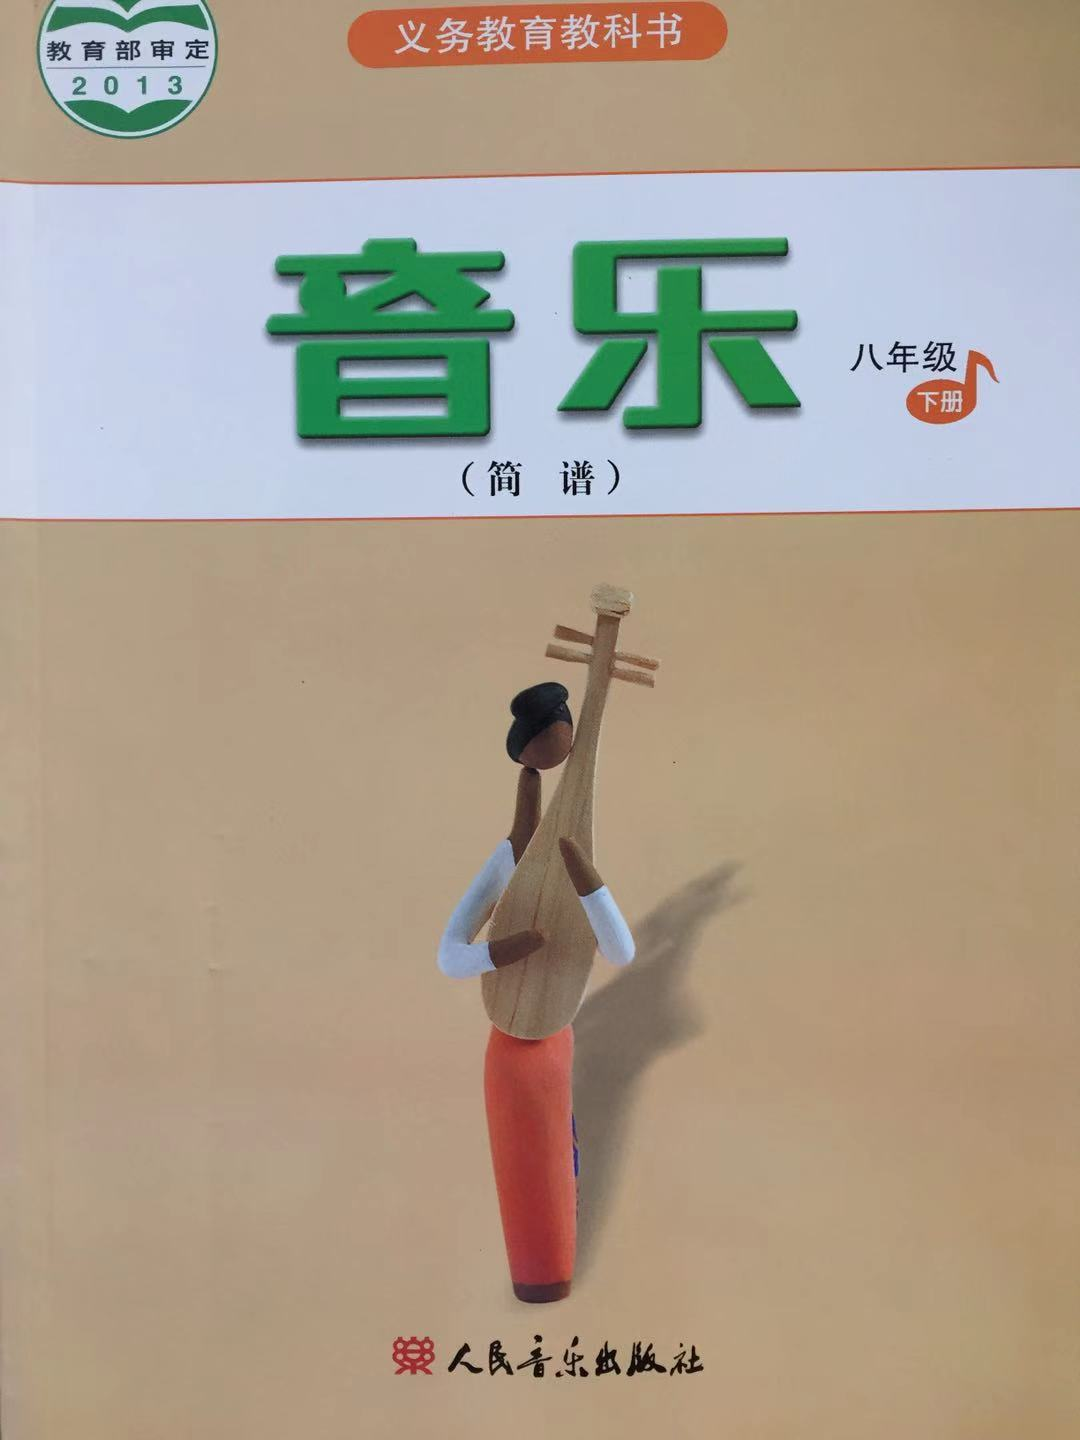 义务教育教科书
教育部审定
2013
音乐
八年级
下册
（简 谱）
人民音乐出版社